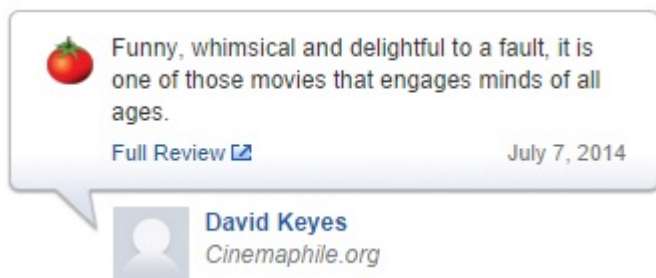 Funny, whimsical and delightful to a fault, it is
one of those movies that engages minds of all
ages.
Full Review
July 7, 2014
David Keyes
Cinemaphile.org